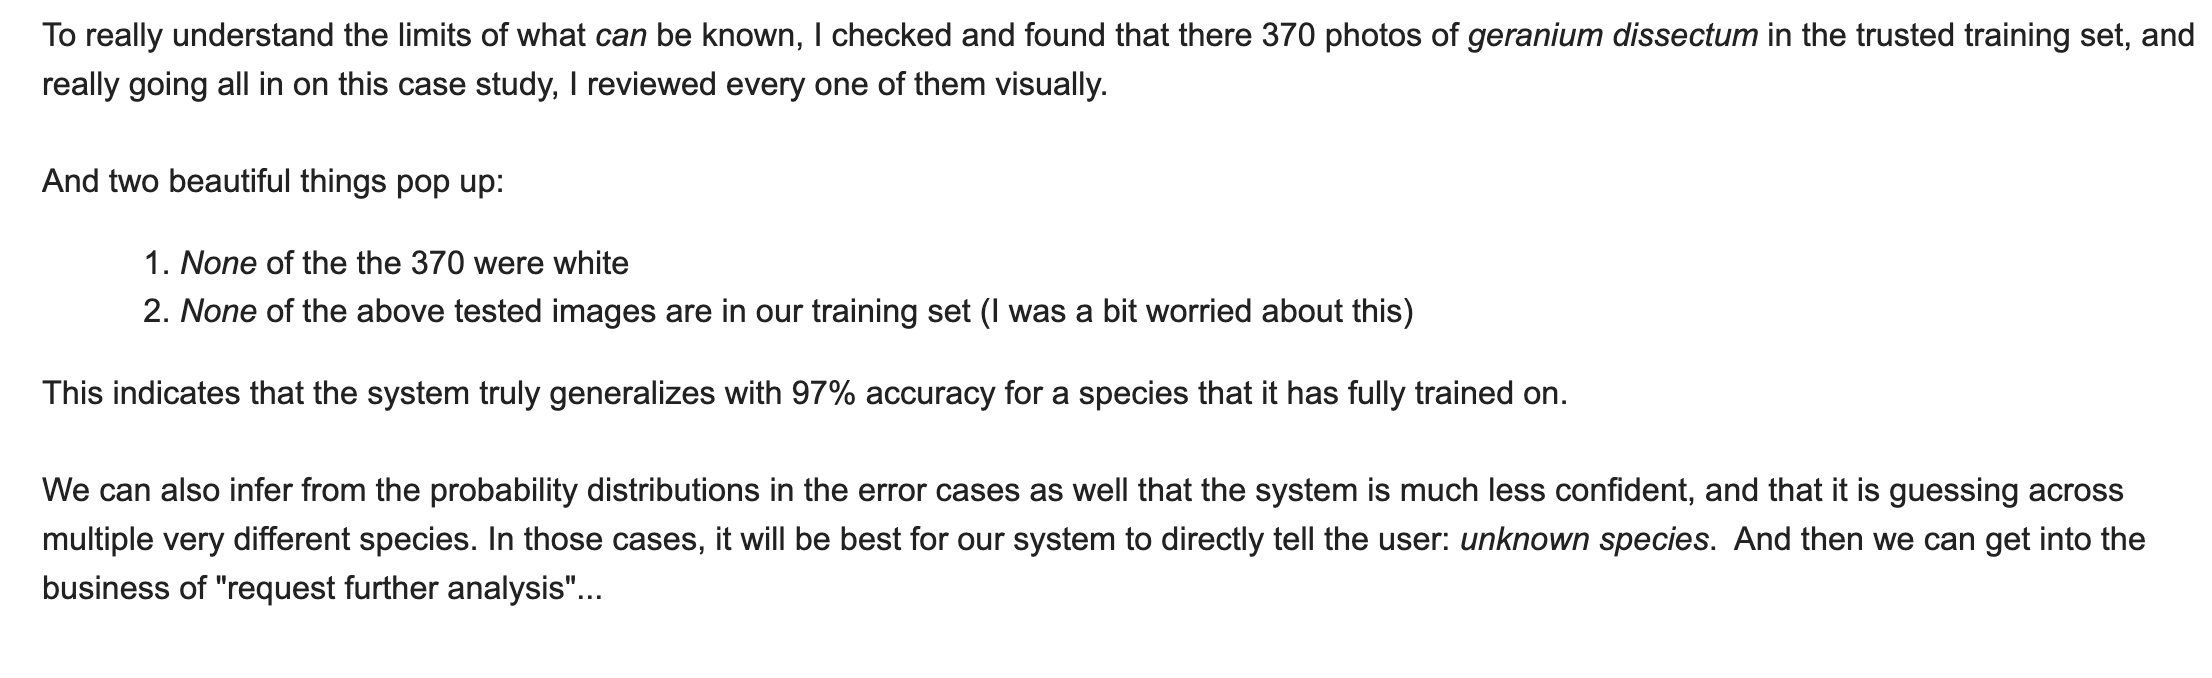 To really understand the limits of what can be known, I checked and found that there 370 photos of geranium dissectum in the trusted training set, and
really going all in on this case study, I reviewed every one of them visually.
And two beautiful things pop up:
1. None of the the 370 were white
2. None of the above tested images are in our training set (I was a bit worried about this)
This indicates that the system truly generalizes with 97% accuracy for a species that it has fully trained on.
We can also infer from the probability distributions in the error cases as well that the system is much less confident, and that it is guessing across
multiple very different species. In those cases, it will be best for our system to directly tell the user: unknown species.  And then we can get into the
business of "request further analysis"...